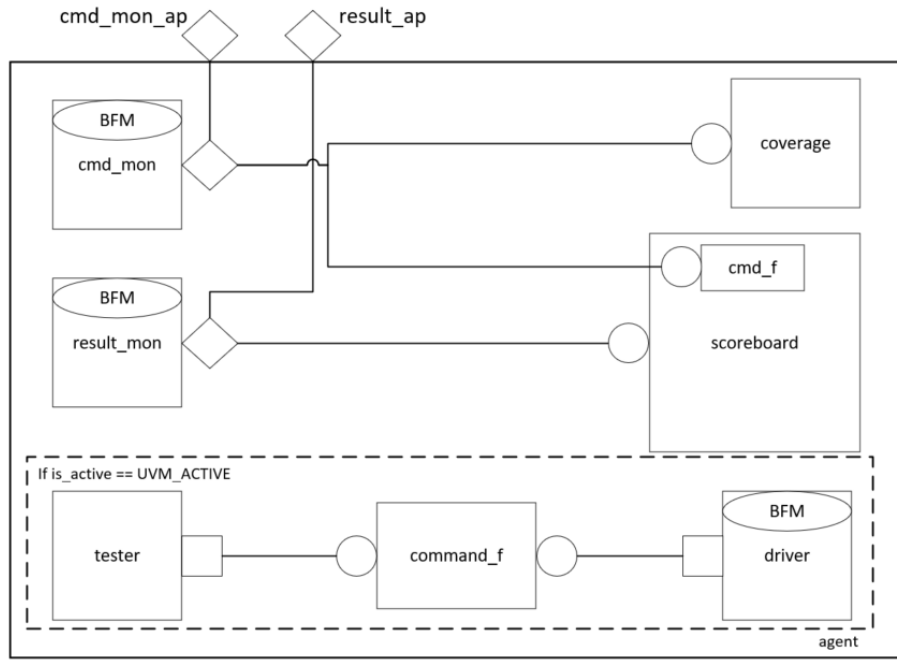 cmd_mon_ap
result_ap
BFM
cmd_mon
coverage
cmd_f
BFM
result_mon
scoreboard
If is_active == UVM_ACTIVE
tester
command_f
BFM
driver
agent